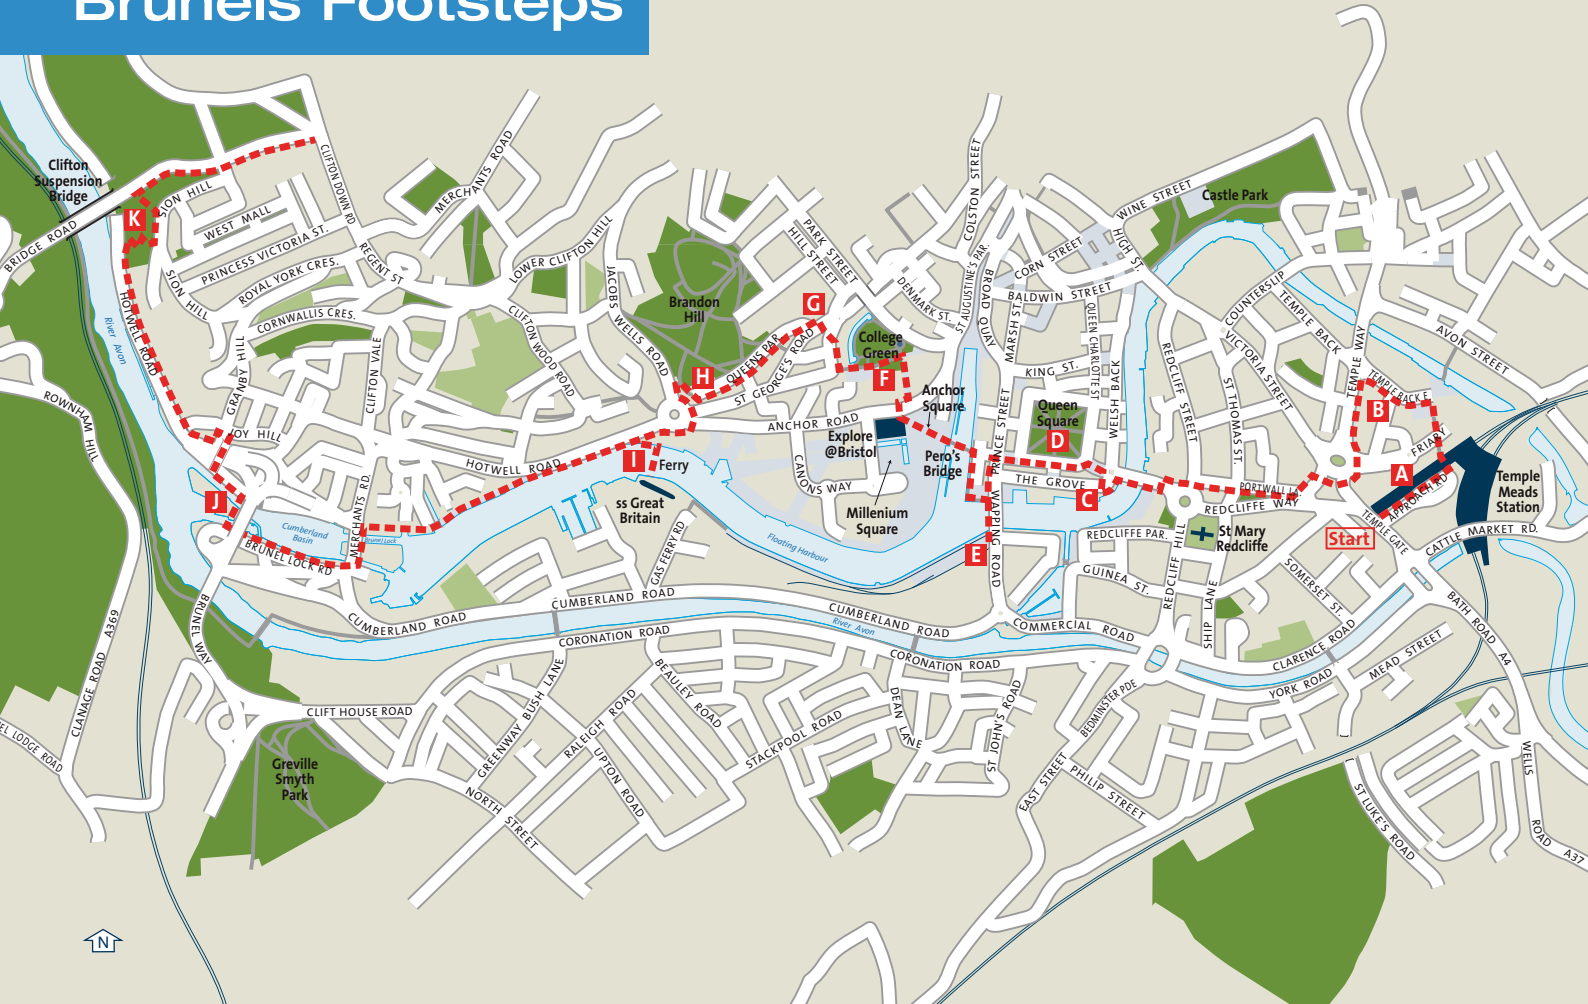 Brunels Footsteps
Clifton
Suspension
Bridge
BRIDGE ROAD
K
SION HILL
WEST MALL
PRINCESS VICTORIA ST.
ROYAL YORK CRES.
SION HILL
CORNWALLIS CRES.
CLIFTON DOWN RD
REGENT ST
MERCHANTS ROAD
LOWER CLIFTON HILL
JACOBS WELLS ROAD
CLIFTON WOOD ROAD
CLIFTON VALE
GRANBY HILL
HOTWELL ROAD
River Avon
ROWNHAM HILL
JOY HILL
HOTWELL ROAD
J
MERCHANTS RD.
Cumberland
Basin
Brunel Lock
BRUNEL LOCK RD
BRUNEL WAY
CLANAGE ROAD A369
EL LODGE ROAD
CLIFT HOUSE ROAD
Greville
Smyth
Park
N
Brandon
Hill
H
QUEENS PAR.
ST GEORGE'S ROAD
G
PARK STREET
HILL STREET
College
Green
F
DENMARK ST.
ST AUGUSTINE'S PAR.
COLSTON STREET
BROAD QUAY
Anchor
Square
ANCHOR ROAD
Explore
@Bristol
CANONS WAY
Millenium
Square
Pero's
Bridge
I
Ferry
ss Great
Britain
GAS FERRY RD
Floating Harbour
CUMBERLAND ROAD
CUMBERLAND ROAD
CUMBERLAND ROAD
River Avon
CORONATION ROAD
CORONATION ROAD
COMMERCIAL ROAD
GREENWAY BUSH LANE
RALEIGH ROAD
UPTON ROAD
BEAULEY ROAD
NORTH STREET
STACKPOOL ROAD
DEAN LANE
ST JOHN'S ROAD
BEDMINSTER PDE
EAST STREET
PHILIP STREET
CORN STREET
BALDWIN STREET
MARSH ST.
KING ST.
QUEEN CHARLOTTE ST
WELSH BACK
PRINCE STREET
Queen
Square
D
THE GROVE
C
E
WAPPING ROAD
WINE STREET
HIGH ST.
Castle Park
COUNTERSLIP
TEMPLE BACK
VICTORIA STREET
ST THOMAS ST.
REDCLIFF STREET
TEMPLE WAY
TEMPLE BACK E.
B
AVON STREET
FRIARY
A
APPROACH RD
Temple
Meads
Station
Start
TEMPLE GATE
CATTLE MARKET RD.
PORTWALL LA.
REDCLIFFE WAY
REDCLIFFE PAR.
St Mary
Redcliffe
GUINEA ST.
REDCLIFF HILL
SHIP LANE
SOMERSET ST.
CLARENCE ROAD
YORK ROAD
MEAD STREET
BATH ROAD A4
WELLS ROAD A37
ST LUKE'S ROAD